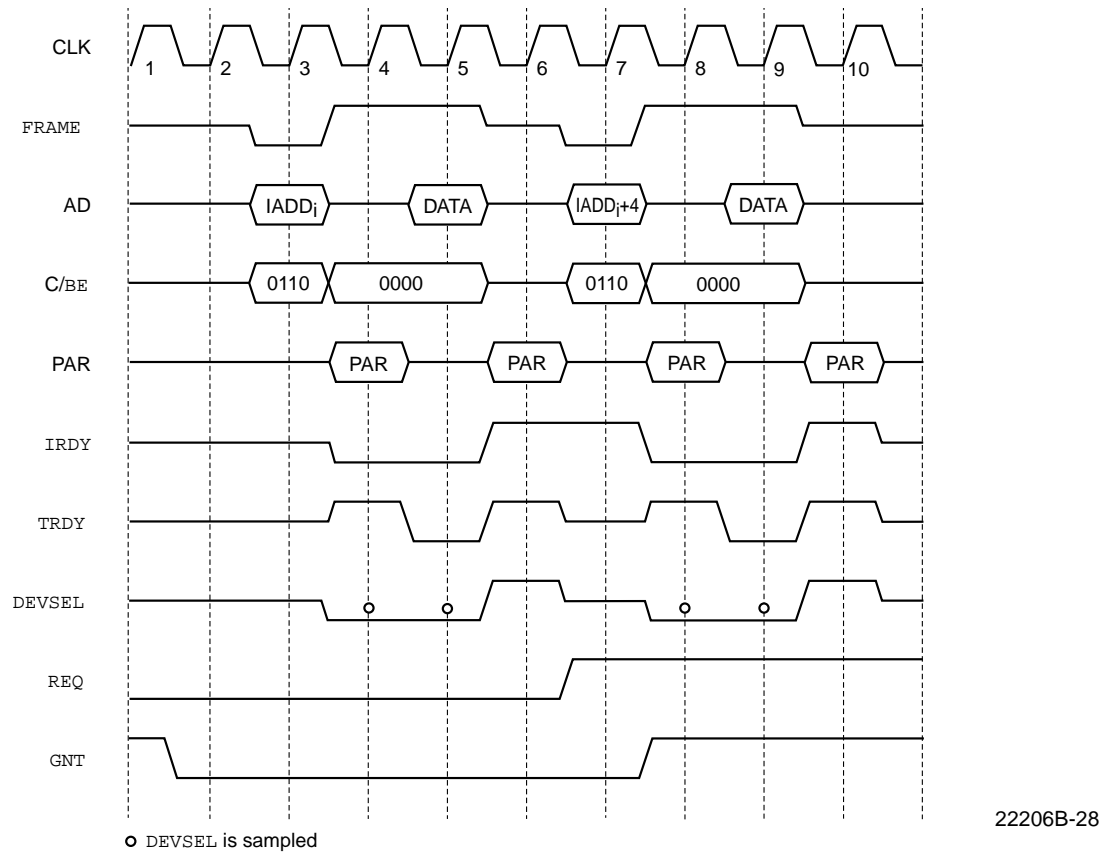 CLK
1 2 3 4 5 6 7 8 9 10
FRAME
AD
IADDi DATA IADDi+4 DATA
C/BE
0110 0000 0110 0000
PAR
PAR PAR PAR PAR
IRDY
TRDY
DEVSEL
REQ
GNT
22206B-28
DEVSEL is sampled